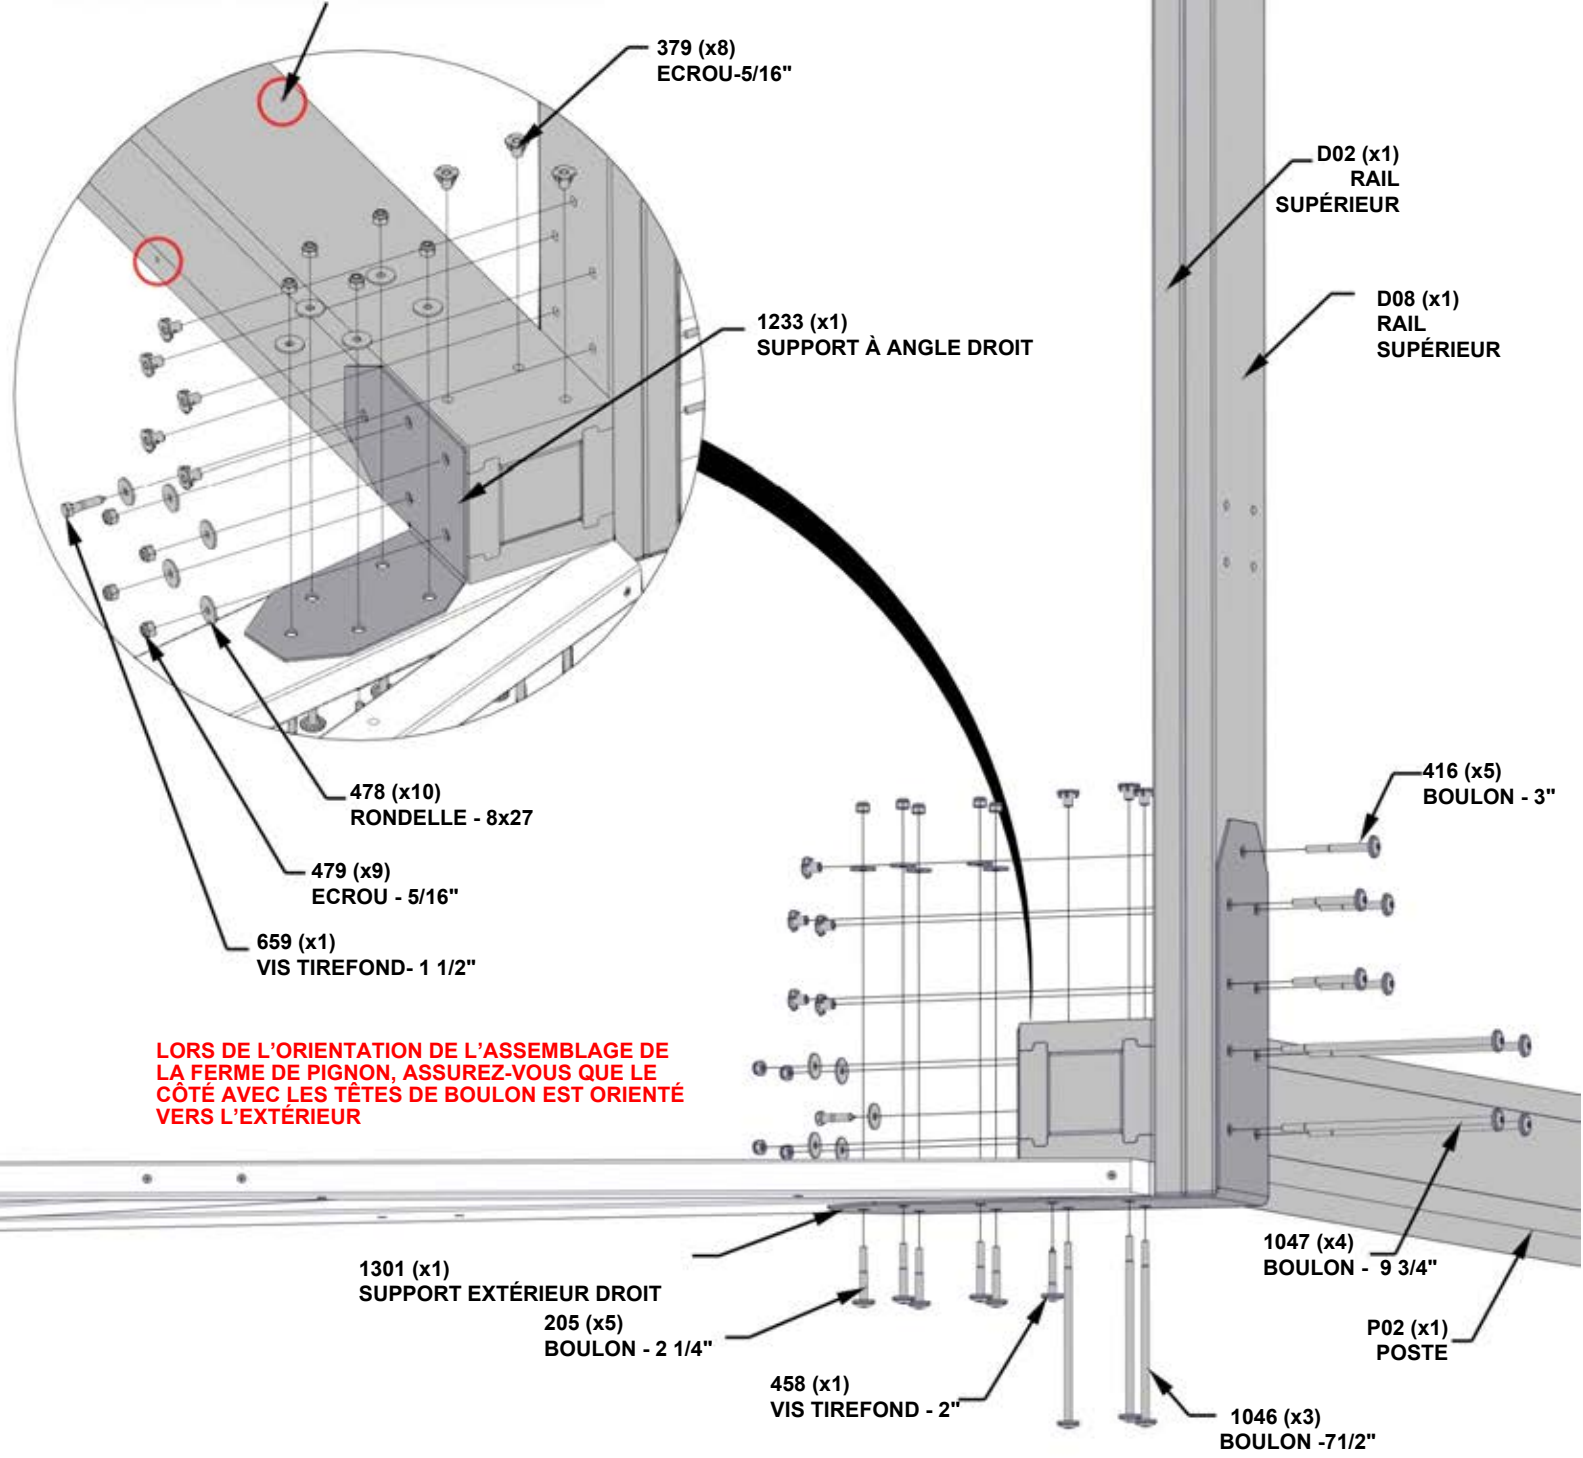 379 (x8)
ECROU-5/16"
D02 (x1)
RAIL
SUPÉRIEUR
D08 (x1)
RAIL
SUPÉRIEUR
1233 (x1)
SUPPORT À ANGLE DROIT
416 (x5)
BOULON - 3"
478 (x10)
RONDELLE - 8x27
479 (x9)
ECROU - 5/16"
659 (x1)
VIS TIREFOND- 1 1/2"
LORS DE L'ORIENTATION DE L'ASSEMBLAGE DE
LA FERME DE PIGNON, ASSUREZ-VOUS QUE LE
CÔTÉ AVEC LES TÊTES DE BOULON EST ORIENTÉ
VERS L'EXTÉRIEUR
1301 (x1)
SUPPORT EXTÉRIEUR DROIT
205 (x5)
BOULON - 2 1/4"
458 (x1)
VIS TIREFOND - 2"
1047 (x4)
BOULON - 9 3/4"
P02 (x1)
POSTE
1046 (x3)
BOULON -71/2"